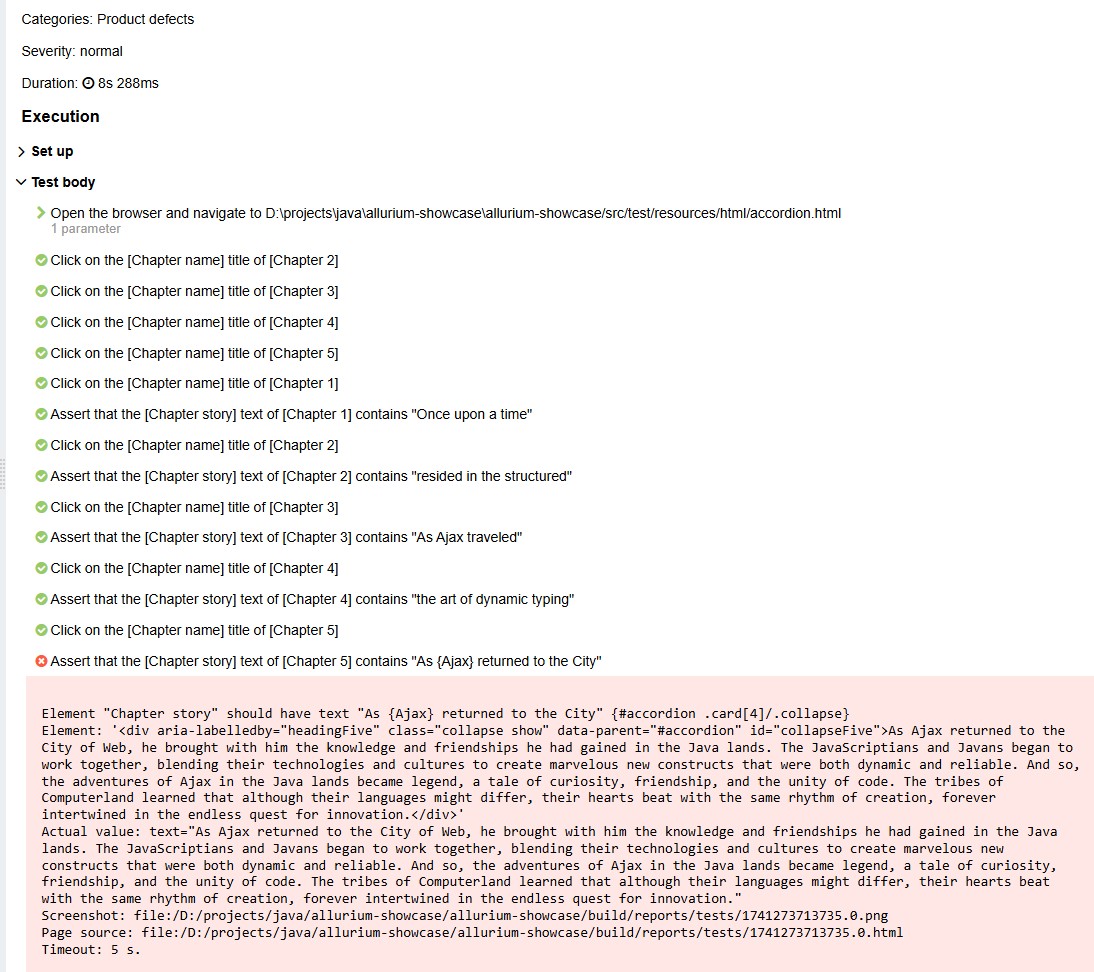 Categories: Product defects
Severity: normal
Duration: 8s 288ms
Execution
Set up
Test body
Open the browser and navigate to D:\projects\java\allurium-showcase\allurium-showcase/src/test/resources/html/accordion.html
1 parameter
Click on the [Chapter name] title of [Chapter 2]
Click on the [Chapter name] title of [Chapter 3]
Click on the [Chapter name] title of [Chapter 4]
Click on the [Chapter name] title of [Chapter 5]
Click on the [Chapter name] title of [Chapter 1]
Assert that the [Chapter story] text of [Chapter 1] contains "Once upon a time"
Click on the [Chapter name] title of [Chapter 2]
Assert that the [Chapter story] text of [Chapter 2] contains "resided in the structured"
Click on the [Chapter name] title of [Chapter 3]
Assert that the [Chapter story] text of [Chapter 3] contains "As Ajax traveled"
Click on the [Chapter name] title of [Chapter 4]
Assert that the [Chapter story] text of [Chapter 4] contains "the art of dynamic typing"
Click on the [Chapter name] title of [Chapter 5]
Assert that the [Chapter story] text of [Chapter 5] contains "As {Ajax} returned to the City"
Element "Chapter story" should have text "As {Ajax} returned to the City" {#accordion .card[4]/.collapse}
Element: '<div aria-labelledby="headingFive" class="collapse show" data-parent="#accordion" id="collapseFive">As Ajax returned to the
City of Web, he brought with him the knowledge and friendships he had gained in the Java lands. The JavaScriptians and Javans began to
work together, blending their technologies and cultures to create marvelous new constructs that were both dynamic and reliable. And so,
the adventures of Ajax in the Java lands became legend, a tale of curiosity, friendship, and the unity of code. The tribes of
Computerland learned that although their languages might differ, their hearts beat with the same rhythm of creation, forever
intertwined in the endless quest for innovation.</div>'
Actual value: text="As Ajax returned to the City of Web, he brought with him the knowledge and friendships he had gained in the Java
lands. The JavaScriptians and Javans began to work together, blending their technologies and cultures to create marvelous new
constructs that were both dynamic and reliable. And so, the adventures of Ajax in the Java lands became legend, a tale of curiosity,
friendship, and the unity of code. The tribes of Computerland learned that although their languages might differ, their hearts beat
with the same rhythm of creation, forever intertwined in the endless quest for innovation."
Screenshot: file:/D:/projects/java/allurium-showcase/allurium-showcase/build/reports/tests/1741273713735.0.png
Page source: file:/D:/projects/java/allurium-showcase/allurium-showcase/build/reports/tests/1741273713735.0.html
Timeout: 5 s.